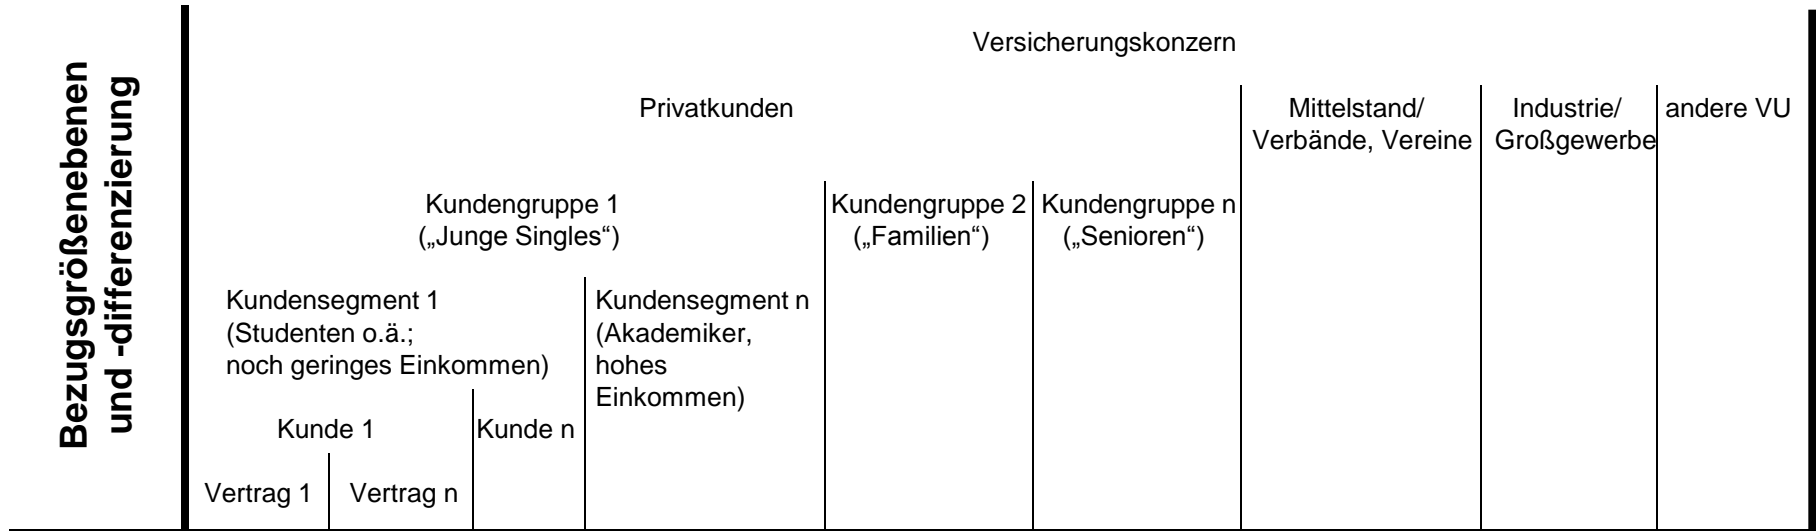 Bezugsgrößenebenen
und -differenzierung
Versicherungskonzern
Privatkunden
Mittelstand/
Verbände, Vereine
Industrie/
Großgewerbe
andere VU
Kundengruppe 1
(„Junge Singles“)
Kundengruppe 2
(„Familien“)
Kundengruppe n
(„Senioren“)
Kundensegment 1
(Studenten o.ä.;
noch geringes Einkommen)
Kundensegment n
(Akademiker,
hohes
Einkommen)
Kunde 1
Kunde n
Vertrag 1
Vertrag n